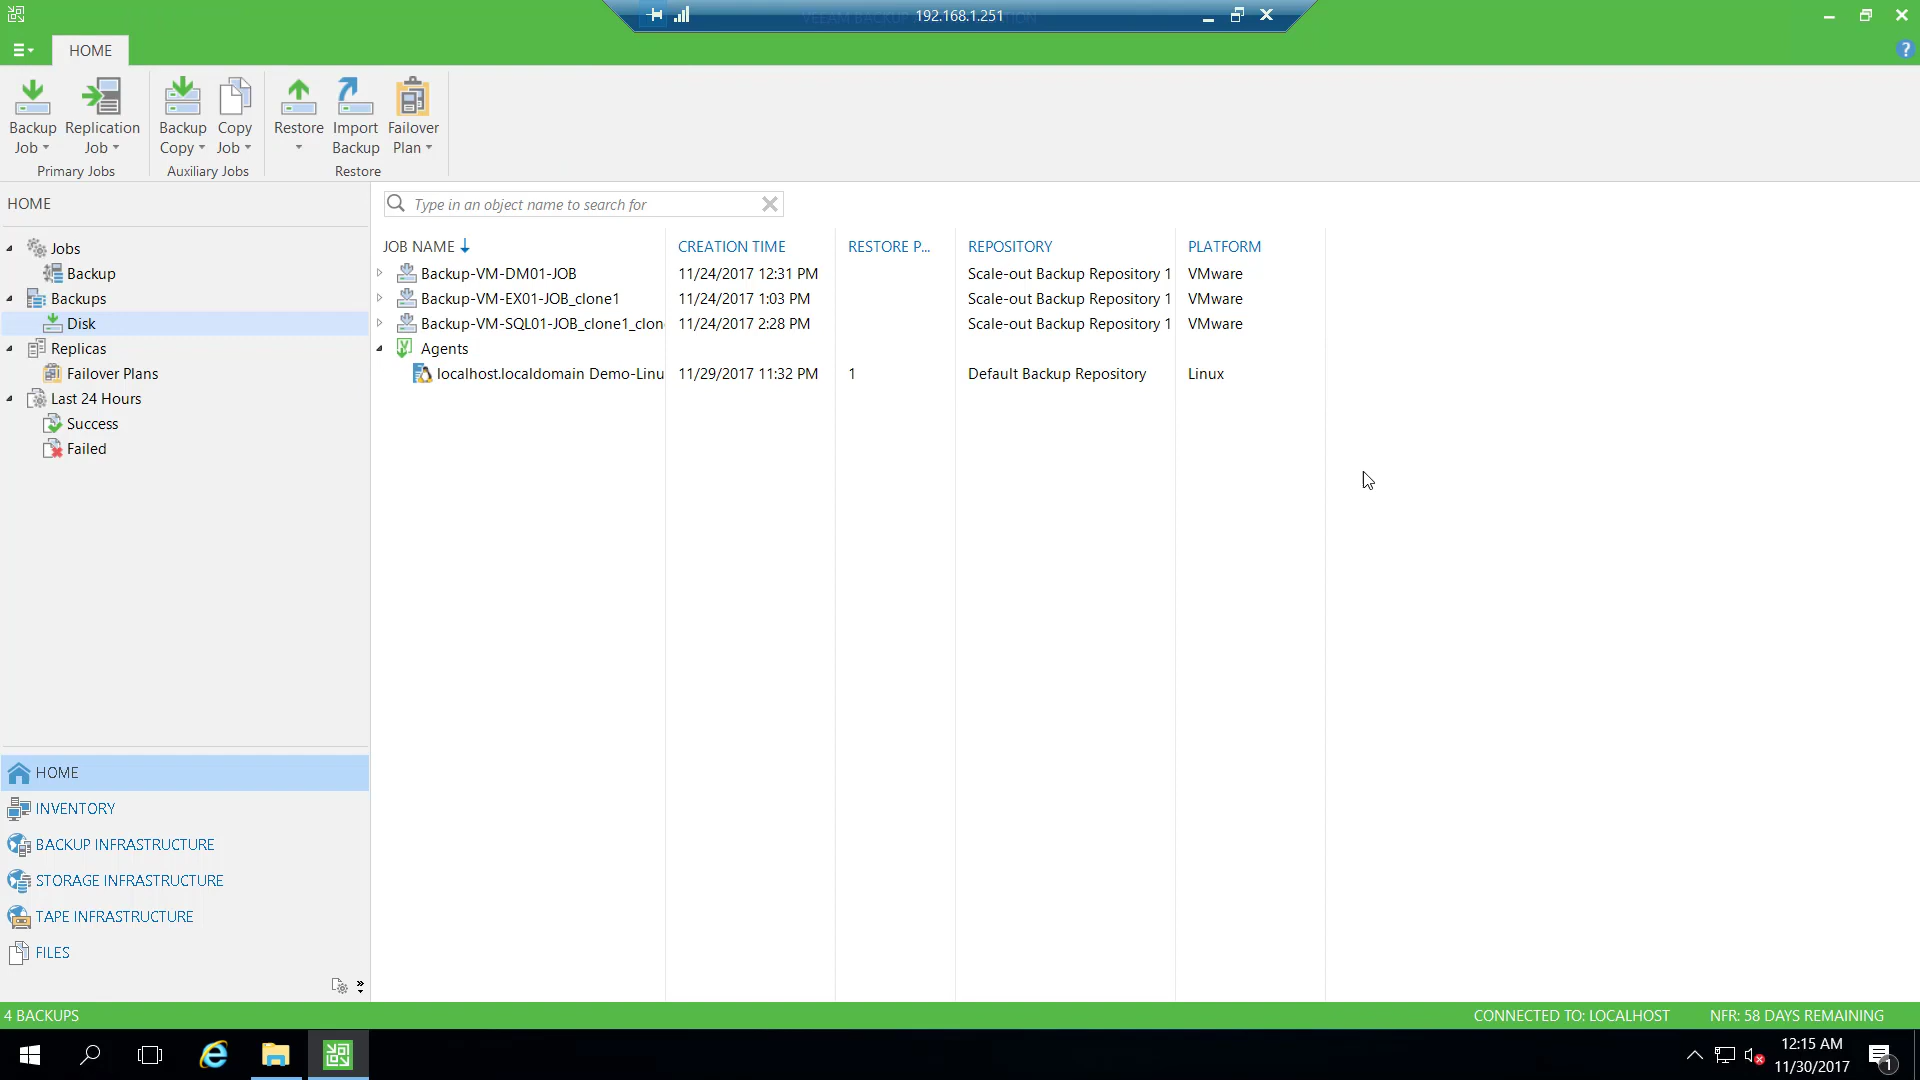 VEEAM BACKUP
192.168.1.251
HOME
?
Backup Job
Replication Job
Backup Copy
Copy Job
Restore
Import Backup
Failover Plan
Primary Jobs
Auxiliary Jobs
Restore
HOME
Type in an object name to search for
Jobs
Backup
Backups
Disk
Replicas
Failover Plans
Last 24 Hours
Success
Failed
JOB NAME CREATION TIME RESTORE P... REPOSITORY PLATFORM
Backup-VM-DM01-JOB 11/24/2017 12:31 PM Scale-out Backup Repository 1 VMware
Backup-VM-EX01-JOB_clone1 11/24/2017 1:03 PM Scale-out Backup Repository 1 VMware
Backup-VM-SQL01-JOB_clone1_clon 11/24/2017 2:28 PM Scale-out Backup Repository 1 VMware
Agents
localhost.localdomain Demo-Linu 11/29/2017 11:32 PM 1 Default Backup Repository Linux
HOME
INVENTORY
BACKUP INFRASTRUCTURE
STORAGE INFRASTRUCTURE
TAPE INFRASTRUCTURE
FILES
4 BACKUPS
CONNECTED TO: LOCALHOST
NFR: 58 DAYS REMAINING
12:15 AM
11/30/2017
1